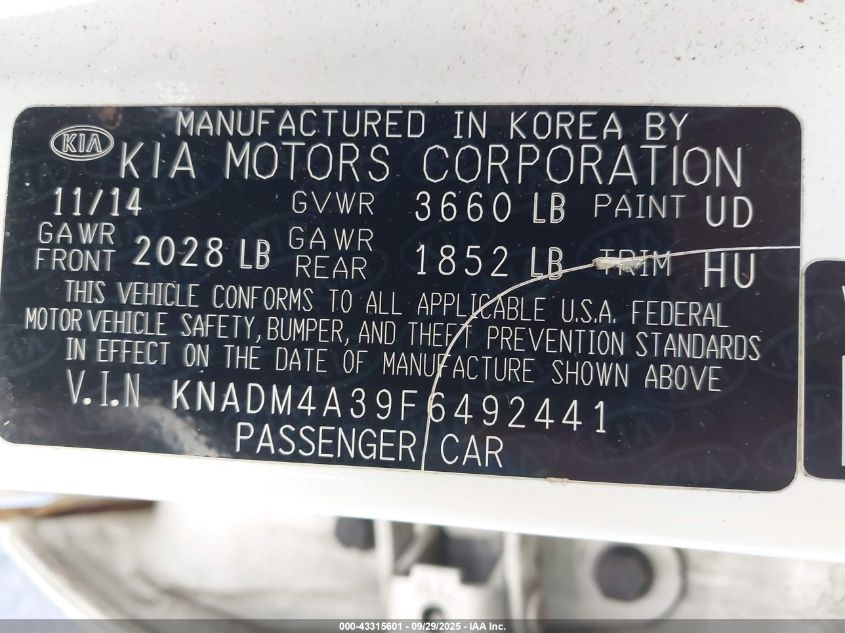 MANUFACTURED IN KOREA BY
KIA KIA MOTORS CORPORATION
11/14 GVWR 3660 LB PAINT UD
GAWR FRONT 2028 LB GAWR REAR 1852 LB TRIM HU
THIS VEHICLE CONFORMS TO ALL APPLICABLE U.S.A. FEDERAL
MOTOR VEHICLE SAFETY, BUMPER, AND THEFT PREVENTION STANDARDS
IN EFFECT ON THE DATE OF MANUFACTURE SHOWN ABOVE
V.I.N KNADM4A39F6492441
PASSENGER CAR
000-43315601 - 09/29/2025 - IAA Inc.